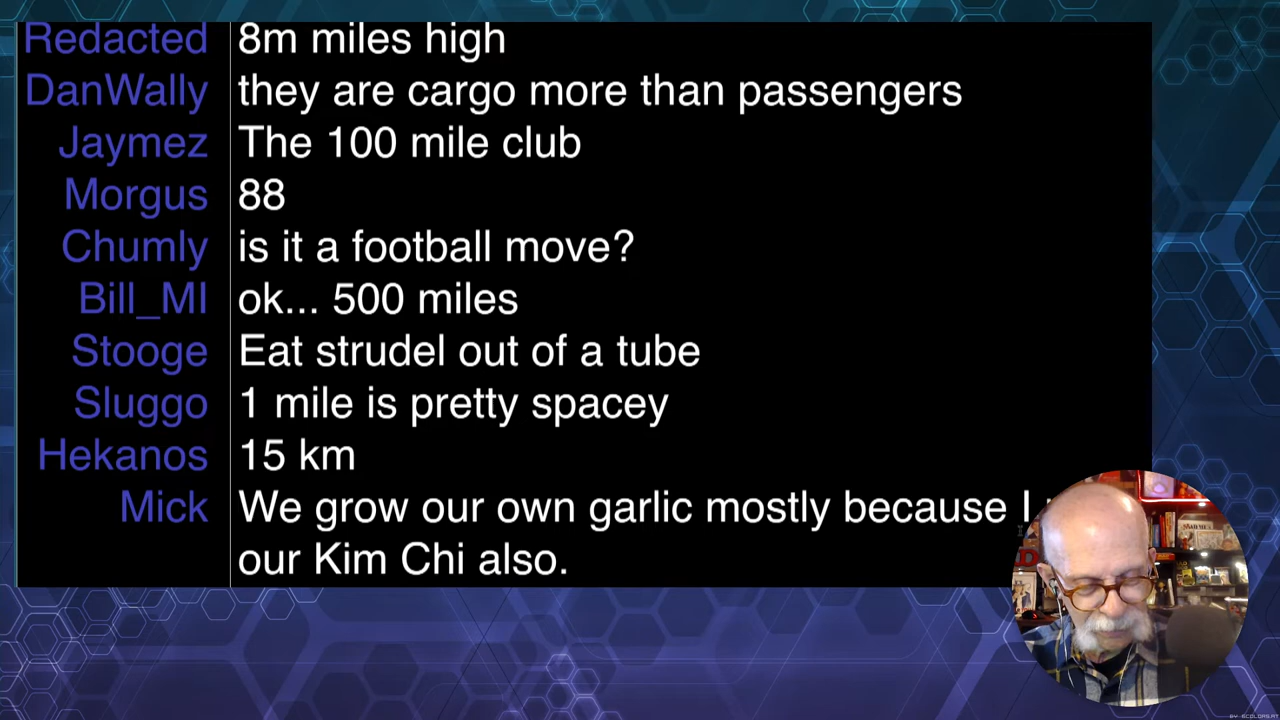 Redacted 8m miles high
DanWally they are cargo more than passengers
Jaymez The 100 mile club
Morgus 88
Chumly is it a football move?
Bill_MI ok... 500 miles
Stooge Eat strudel out of a tube
Sluggo 1 mile is pretty spacey
Hekanos 15 km
Mick We grow our own garlic mostly because I
our Kim Chi also.